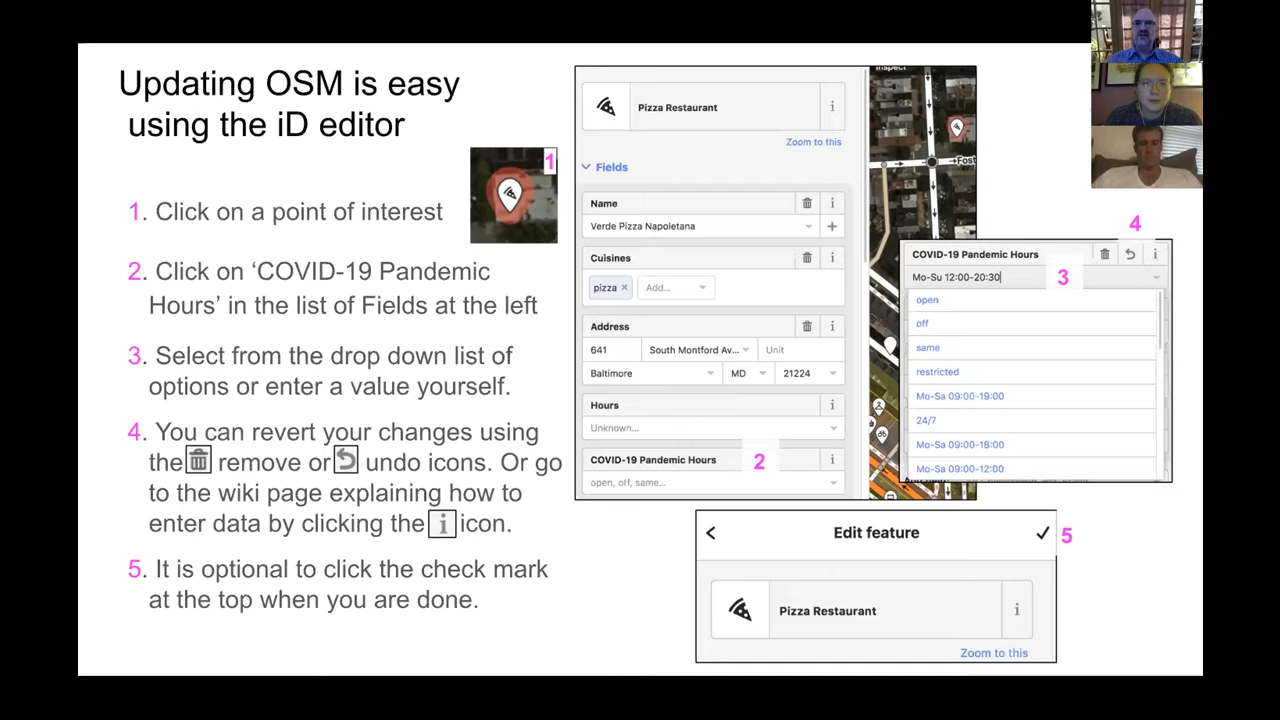 Updating OSM is easy
using the iD editor
1
1. Click on a point of interest
2. Click on ‘COVID-19 Pandemic
Hours’ in the list of Fields at the left
3. Select from the drop down list of
options or enter a value yourself.
4. You can revert your changes using
the remove or undo icons. Or go
to the wiki page explaining how to
enter data by clicking the i icon.
5. It is optional to click the check mark
at the top when you are done.
Inspect
Pizza Restaurant i
Zoom to this
Fields
Name i
Verde Pizza Napoletana +
Cuisines i
pizza × Add...
Address i
641 South Montford Av... Unit
Baltimore MD 21224
Hours i
Unknown...
COVID-19 Pandemic Hours 2 i
open, off, same...
Fost
4
COVID-19 Pandemic Hours i
Mo-Su 12:00-20:30 3
open
off
same
restricted
Mo-Sa 09:00-19:00
24/7
Mo-Sa 09:00-18:00
Mo-Sa 09:00-12:00
Edit feature 5
Pizza Restaurant i
Zoom to this